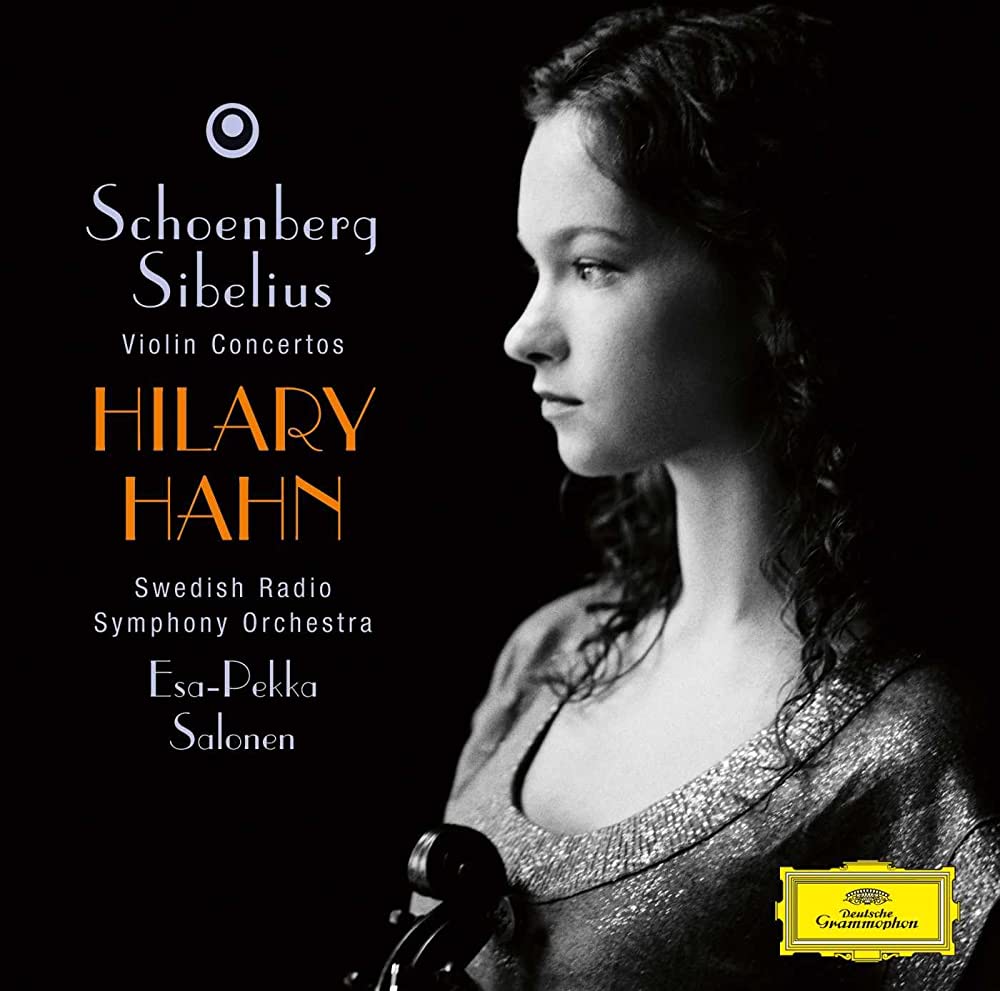 Schoenberg
Sibelius
Violin Concertos
HILARY
HAHN
Swedish Radio
Symphony Orchestra
Esa-Pekka
Salonen
Deutsche
Grammophon